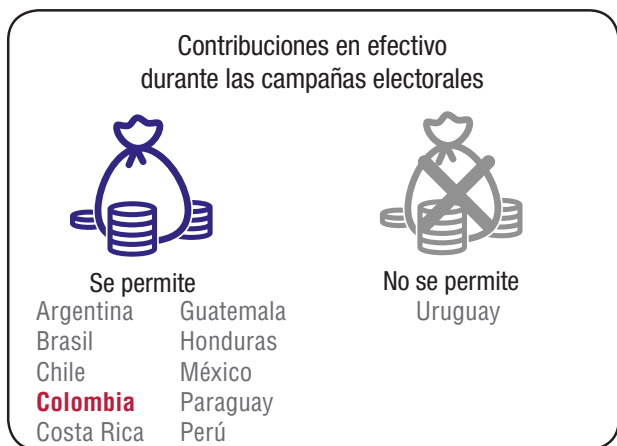 Contribuciones en efectivo
durante las campañas electorales
Se permite
Argentina
Brasil
Chile
Colombia
Costa Rica
Guatemala
Honduras
México
Paraguay
Perú
No se permite
Uruguay